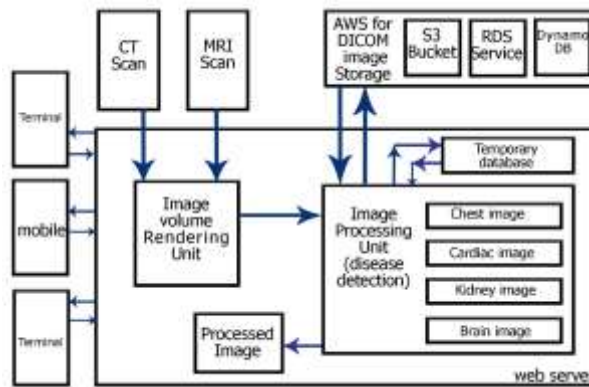 CT
Scan
MRI
Scan
AWS for
DICOM
image
Storage
S3
Bucket
RDS
Service
Dynamo
DB
Terminal
mobile
Terminal
Image
volume
Rendering
Unit
Temporary
database
Image
Processing
Unit
(disease
detection)
Chest image
Cardiac image
Kidney image
Brain image
Processed
Image
web server